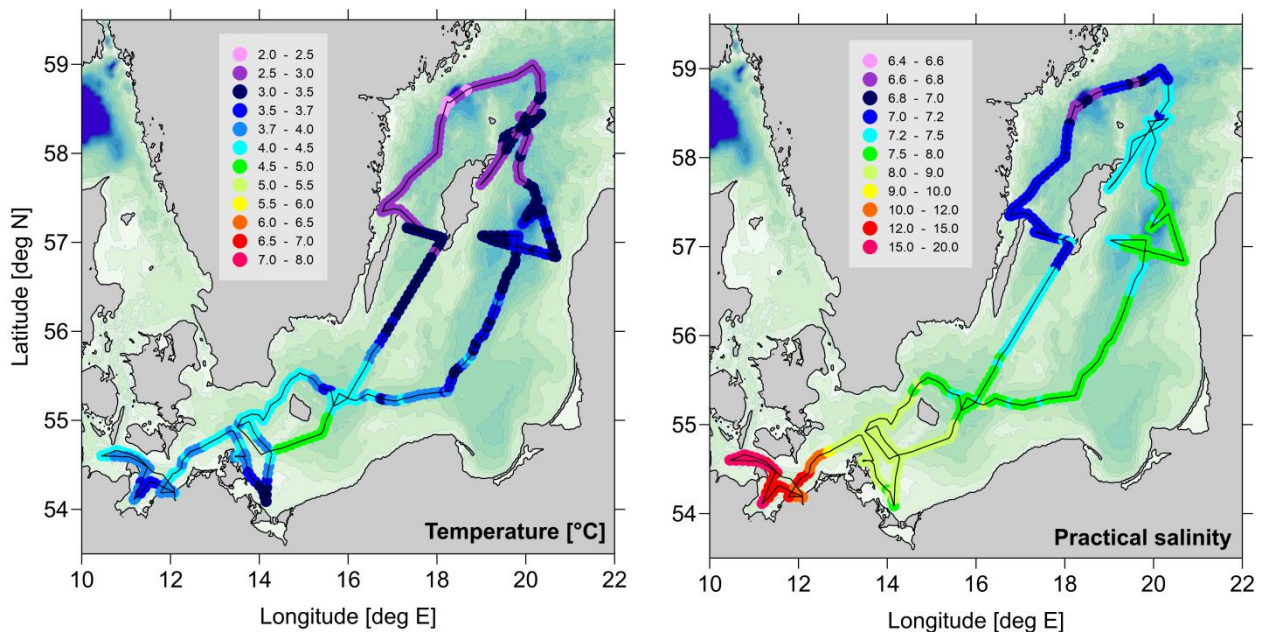 2.0 - 2.5
2.5 - 3.0
3.0 - 3.5
3.5 - 3.7
3.7 - 4.0
4.0 - 4.5
4.5 - 5.0
5.0 - 5.5
5.5 - 6.0
6.0 - 6.5
6.5 - 7.0
7.0 - 8.0
59
58
57
56
55
54
Latitude [deg N]
Temperature [°C]
10 12 14 16 18 20 22
Longitude [deg E]
6.4 - 6.6
6.6 - 6.8
6.8 - 7.0
7.0 - 7.2
7.2 - 7.5
7.5 - 8.0
8.0 - 9.0
9.0 - 10.0
10.0 - 12.0
12.0 - 15.0
15.0 - 20.0
59
58
57
56
55
54
Practical salinity
10 12 14 16 18 20 22
Longitude [deg E]